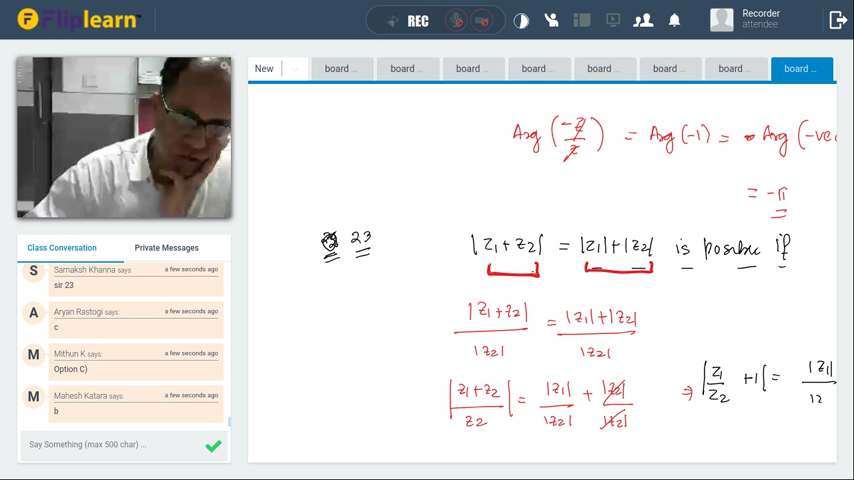 Fliplearn
REC
Recorder
attendee
New
board ...
board ...
board ...
board ...
board ...
board ...
board ...
board ...
Arg (-z/z) = Arg (-1) = Arg (-ve
= -π
23
|z1 + z2| = |z1| + |z2| is possible if
|z1 + z2| / |z2| = |z1| + |z2| / |z2|
|z1 + z2 / z2| = |z1| / |z2| + |z2| / |z2| ⇒ |z1 / z2 + 1| = |z1| / |z
Class Conversation
Private Messages
S Samaksh Khanna says: a few seconds ago
sir 23
A Aryan Rastogi says: a few seconds ago
c
M Mithun K says: a few seconds ago
Option C)
M Mahesh Katara says: a few seconds ago
b
Say Something (max 500 char) ...